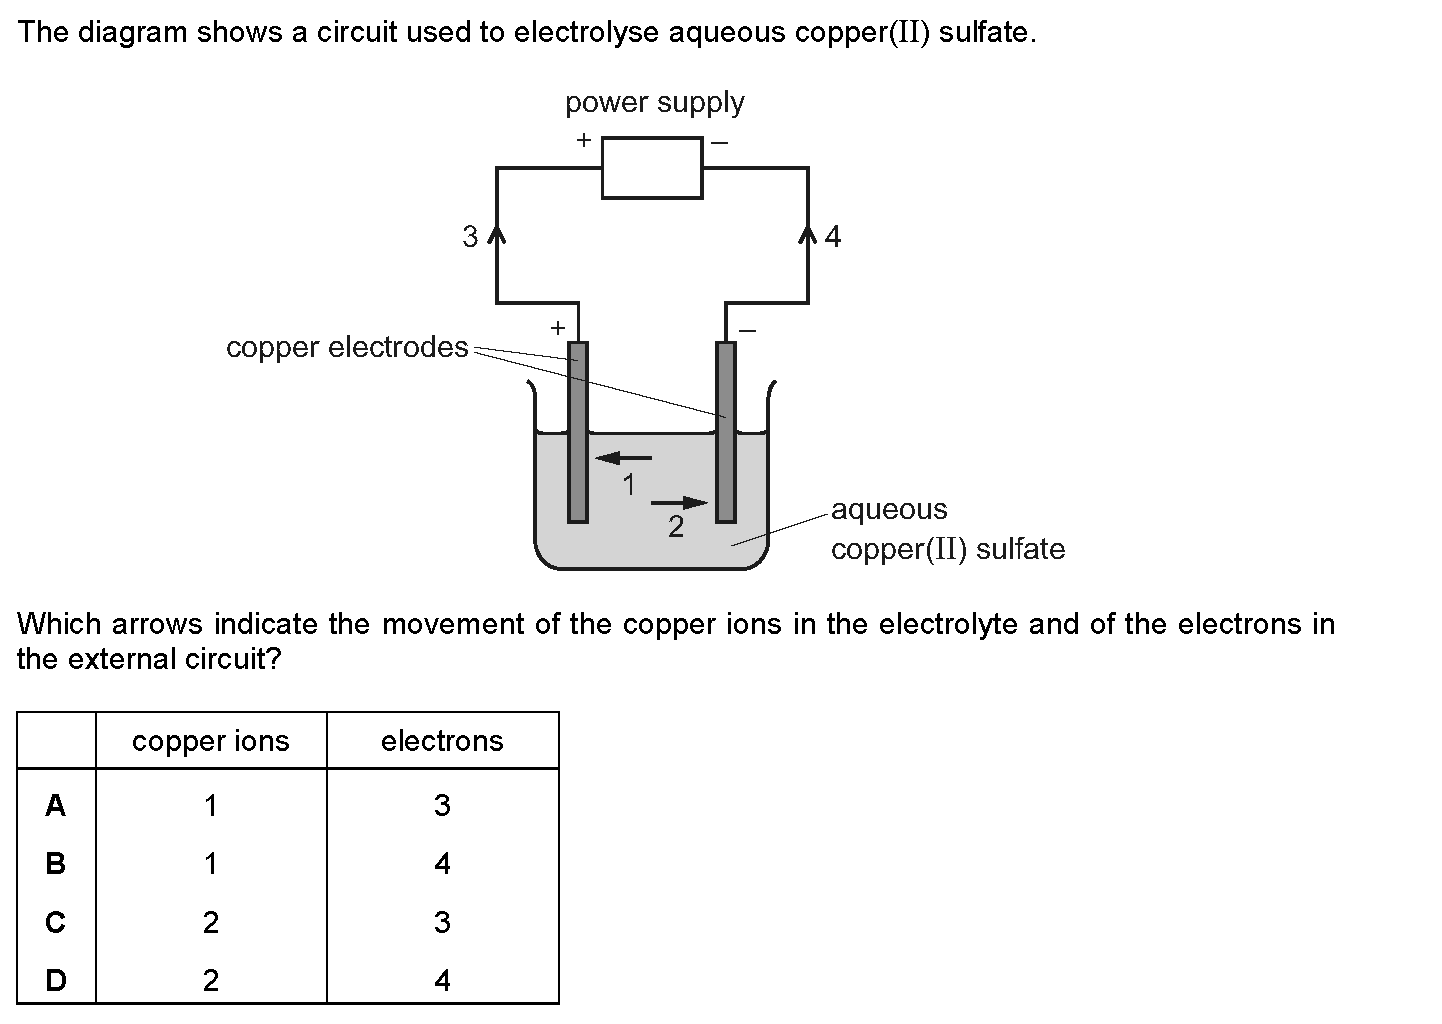 The diagram shows a circuit used to electrolyse aqueous copper(II) sulfate.
power supply
+ –
3 4
+ –
copper electrodes
1
2
aqueous
copper(II) sulfate
Which arrows indicate the movement of the copper ions in the electrolyte and of the electrons in
the external circuit?
copper ions electrons
A 1 3
B 1 4
C 2 3
D 2 4